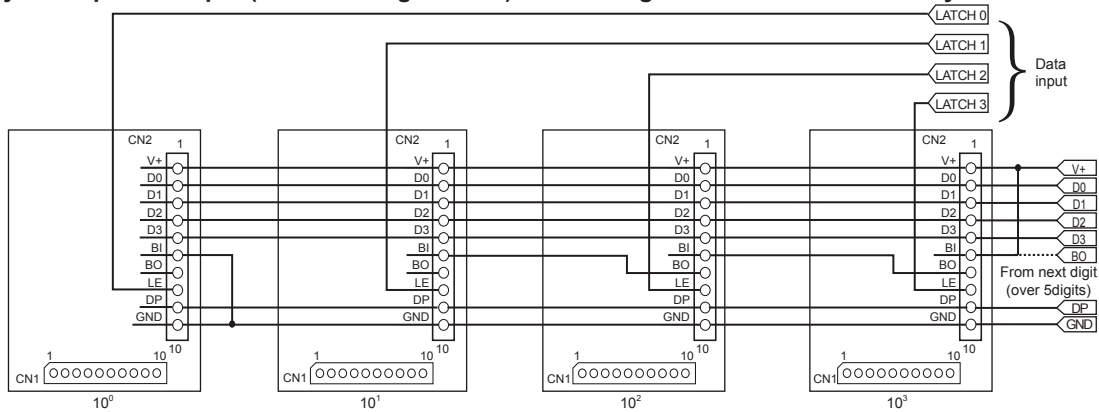 LATCH 0
LATCH 1
LATCH 2
LATCH 3
Data
input
CN2
1
V+
D0
D1
D2
D3
BI
BO
LE
DP
GND
10
1
10
CN1
10⁰
CN2
1
V+
D0
D1
D2
D3
BI
BO
LE
DP
GND
10
1
10
CN1
10¹
CN2
1
V+
D0
D1
D2
D3
BI
BO
LE
DP
GND
10
1
10
CN1
10²
CN2
1
V+
D0
D1
D2
D3
BI
BO
LE
DP
GND
10
1
10
CN1
10³
V+
D0
D1
D2
D3
BO
From next digit
(over 5digits)
DP
GND